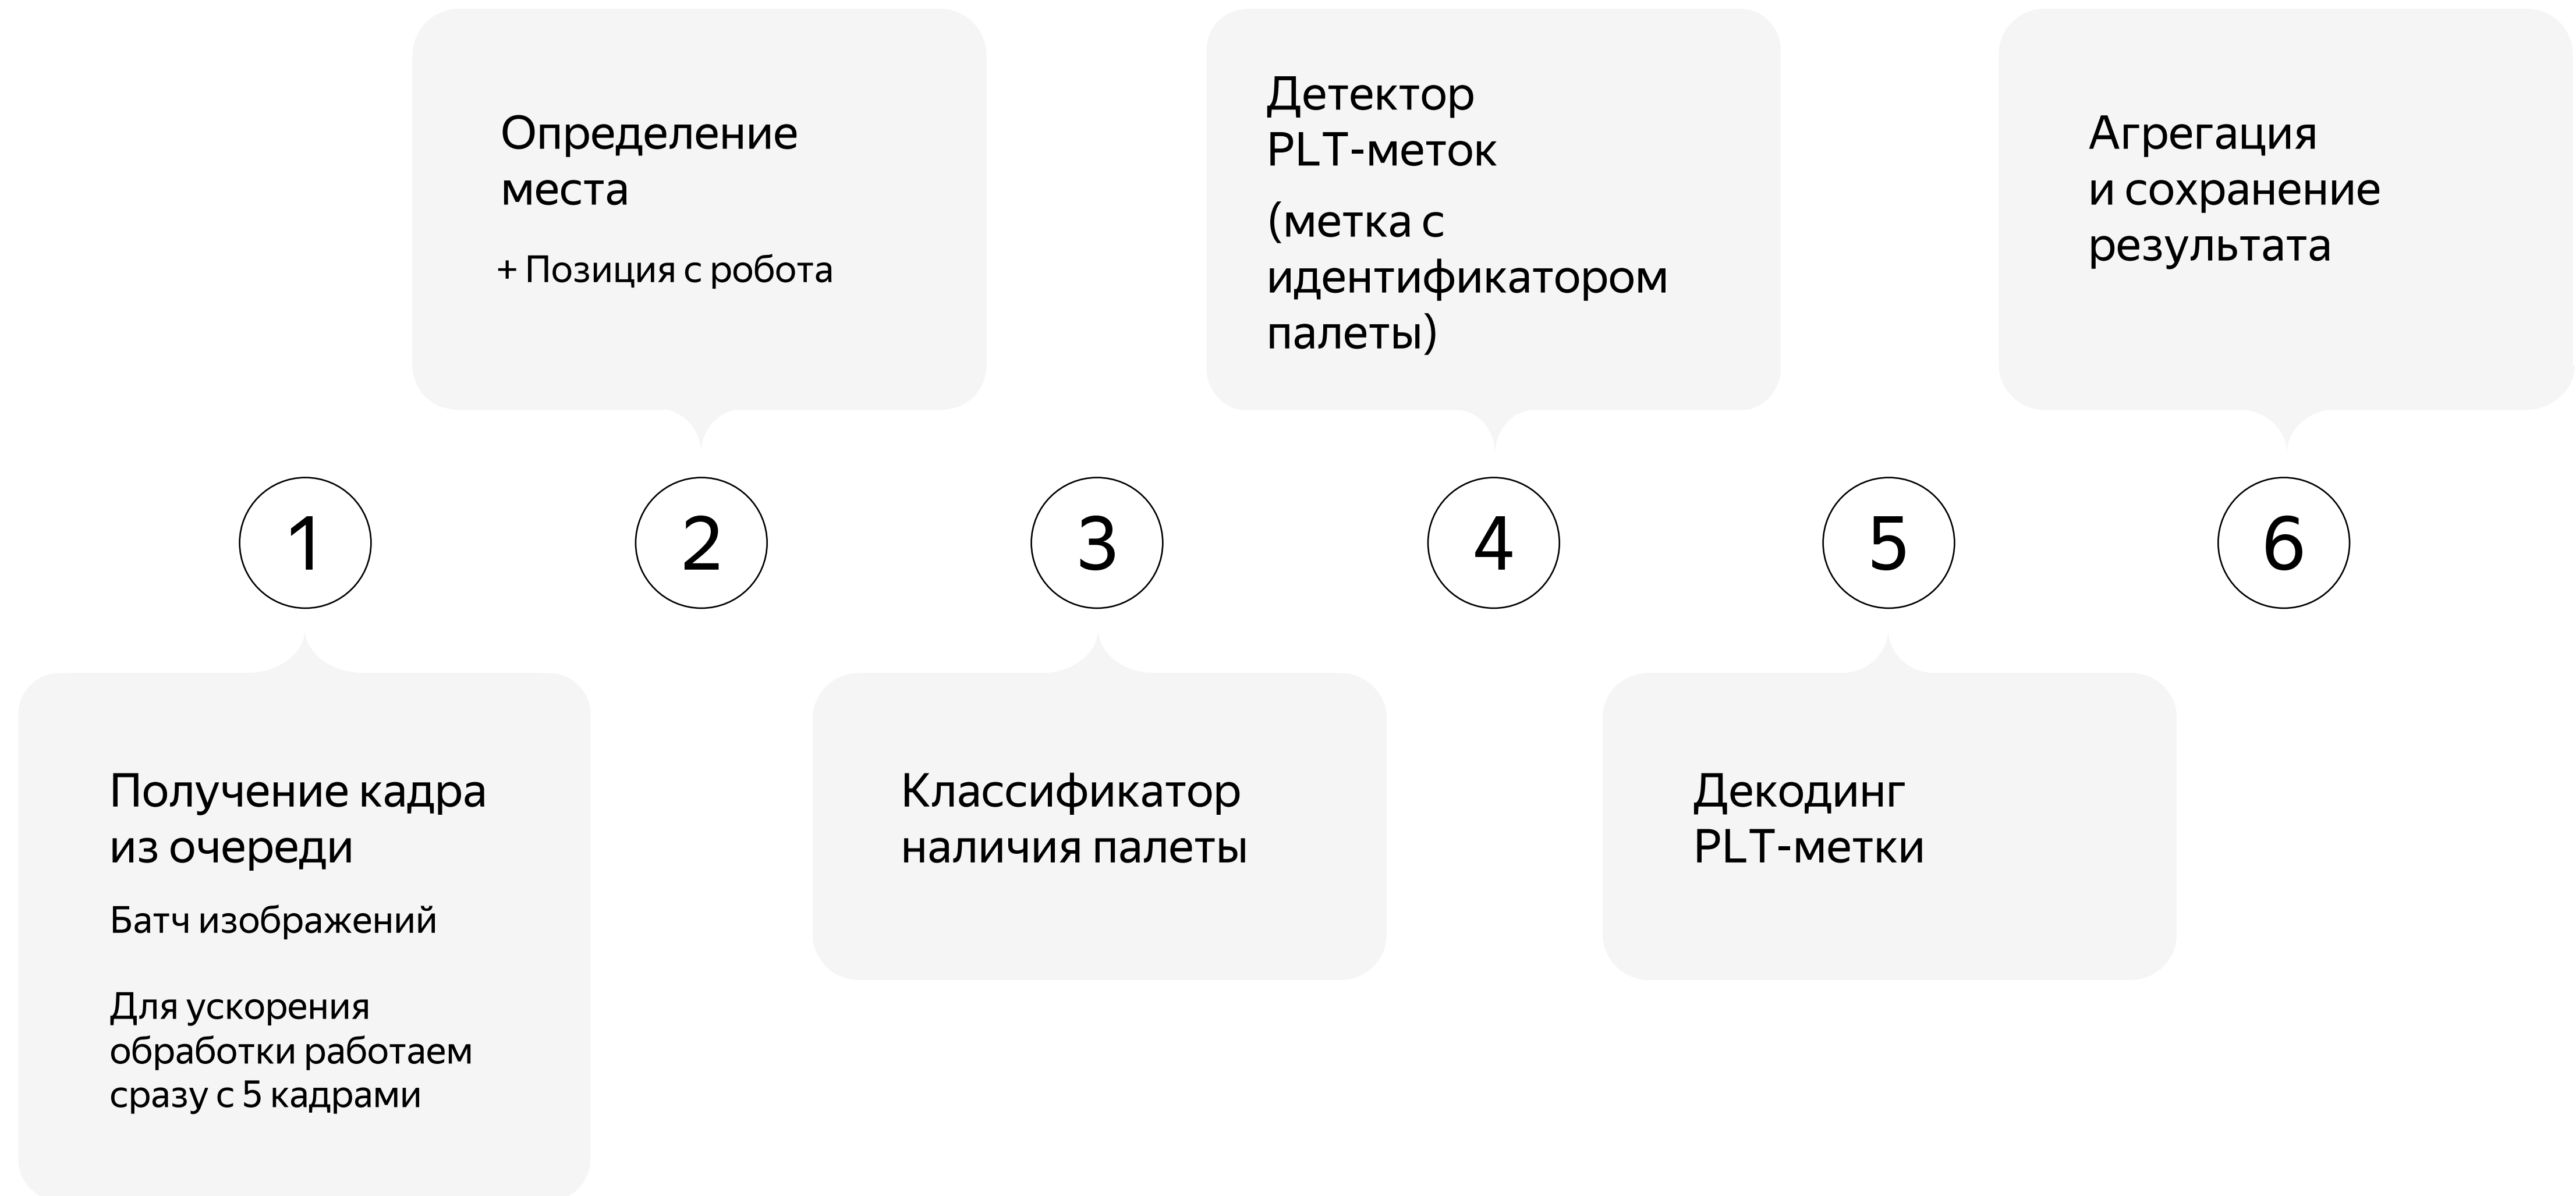 1
Получение кадра
из очереди
Батч изображений
Для ускорения
обработки работаем
сразу с 5 кадрами
2
Определение
места
+ Позиция с робота
3
Классификатор
наличия палеты
4
Детектор
PLT-меток
(метка с
идентификатором
палеты)
5
Декодинг
PLT-метки
6
Агрегация
и сохранение
результата